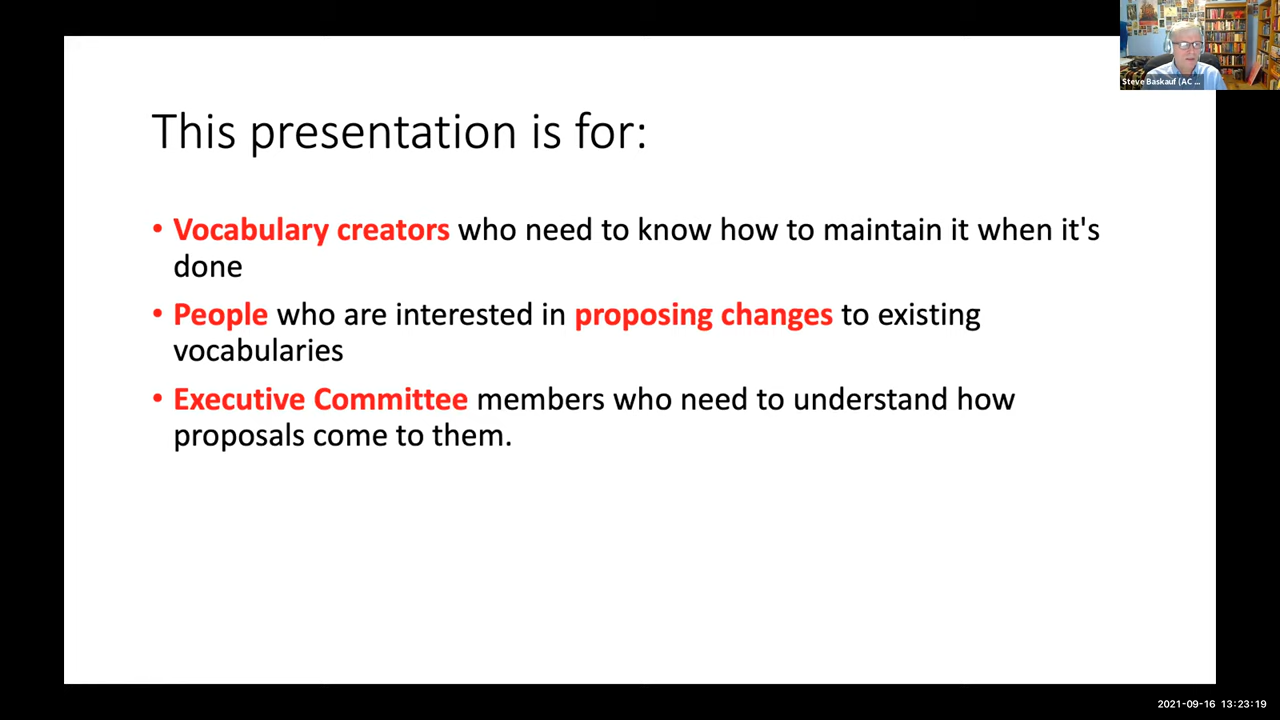 Steve Baskauf (AC ...
This presentation is for:
• Vocabulary creators who need to know how to maintain it when it's
done
• People who are interested in proposing changes to existing
vocabularies
• Executive Committee members who need to understand how
proposals come to them.
2021-09-16 13:23:19